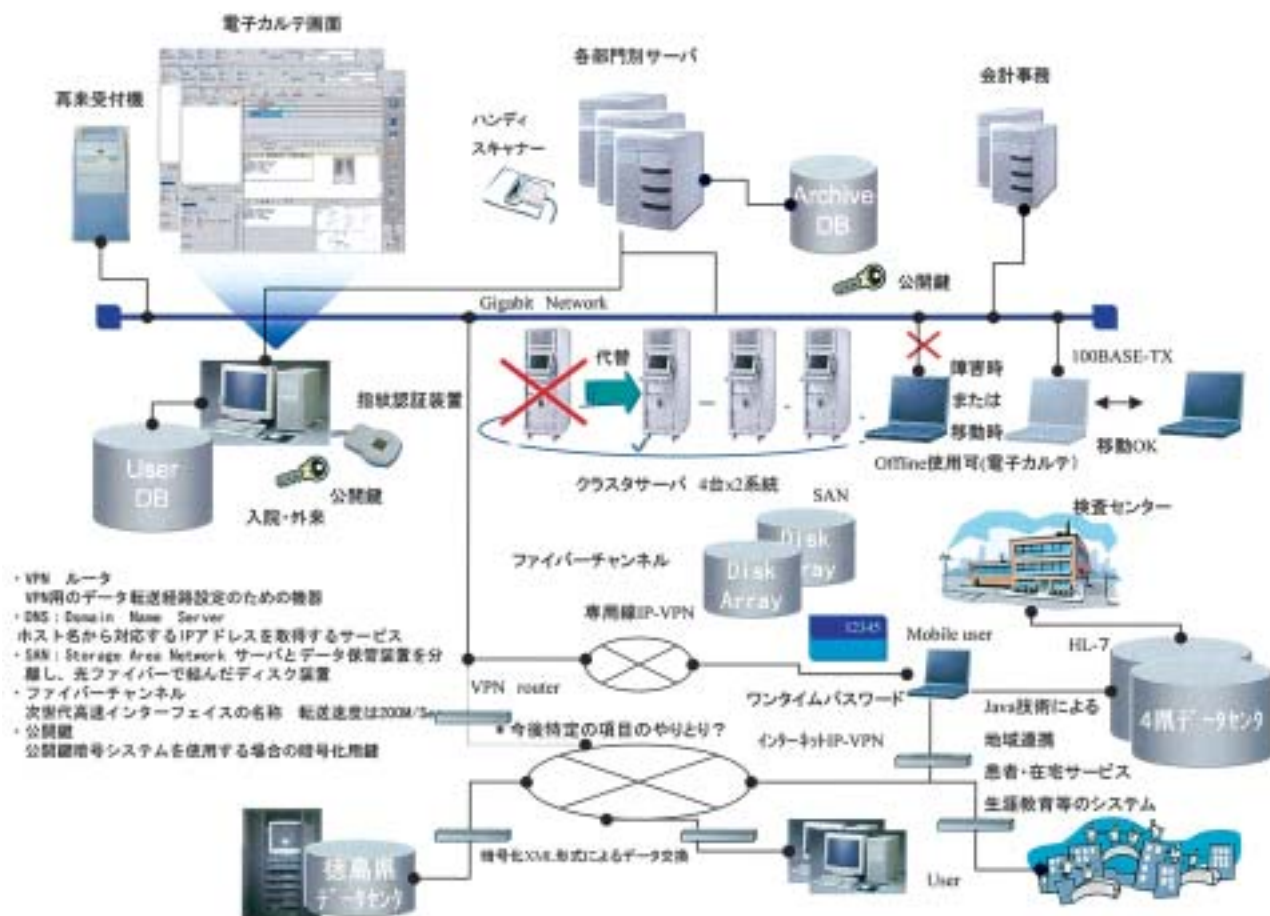 電子カルテ画面
再来受付機
各部門別サーバ
会計事務
ハンディ
スキャナー
Archive
DB
公開鍵
Gigabit Network
100BASE-TX
代替
障害時
または
移動時
移動OK
Offline使用可(電子カルテ)
指紋認証装置
User
DB
公開鍵
入院・外来
クラスタサーバ 4台x2系統
SAN
Disk
Array
Disk
Array
ファイバーチャンネル
検査センター
専用線IP-VPN
12345
Mobile user
HL-7
ワンタイムパスワード
VPN router
4県データセンタ
Java技術による
地域連携
患者・在宅サービス
生涯教育等のシステム
＊今後特定の項目のやりとり？
インターネットIP-VPN
・VPN ルータ
VPN用のデータ転送経路設定のための機器
・DNS：Domain Name Server
ホスト名から対応するIPアドレスを取得するサービス
・SAN：Storage Area Network サーバとデータ保管装置を分
離し、光ファイバーで結んだディスク装置
・ファイバーチャンネル
次世代高速インターフェイスの名称 転送速度は200M/Se
・公開鍵
公開鍵暗号システムを使用する場合の暗号化用鍵
暗号化XML形式によるデータ交換
徳島県
データセンタ
User